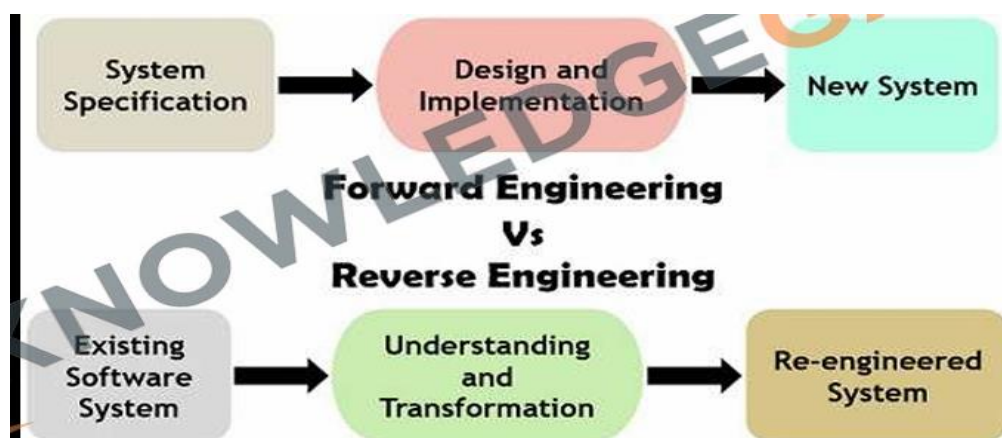 System
Specification
Design and
Implementation
New System
KNOWLEDGEGA
Forward Engineering
Vs
Reverse Engineering
Existing
Software
System
Understanding
and
Transformation
Re-engineered
System